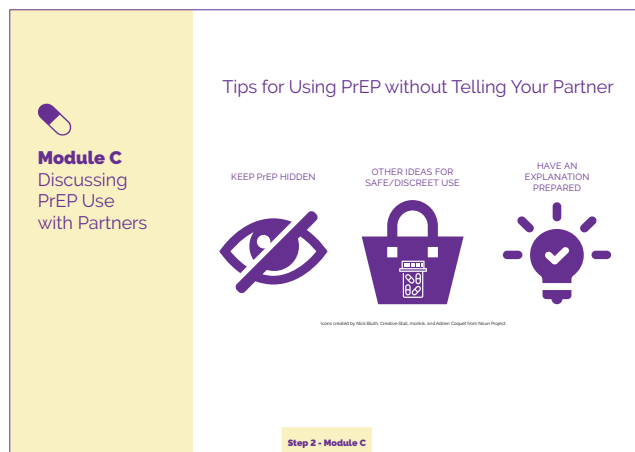 Module C
Discussing
PrEP Use
with Partners
Tips for Using PrEP without Telling Your Partner
KEEP PrEP HIDDEN
OTHER IDEAS FOR
SAFE/DISCREET USE
HAVE AN
EXPLANATION
PREPARED
Icons created by Nick Bluth, Creative Stall, monkik, and Adrien Coquet from Noun Project
Step 2 - Module C